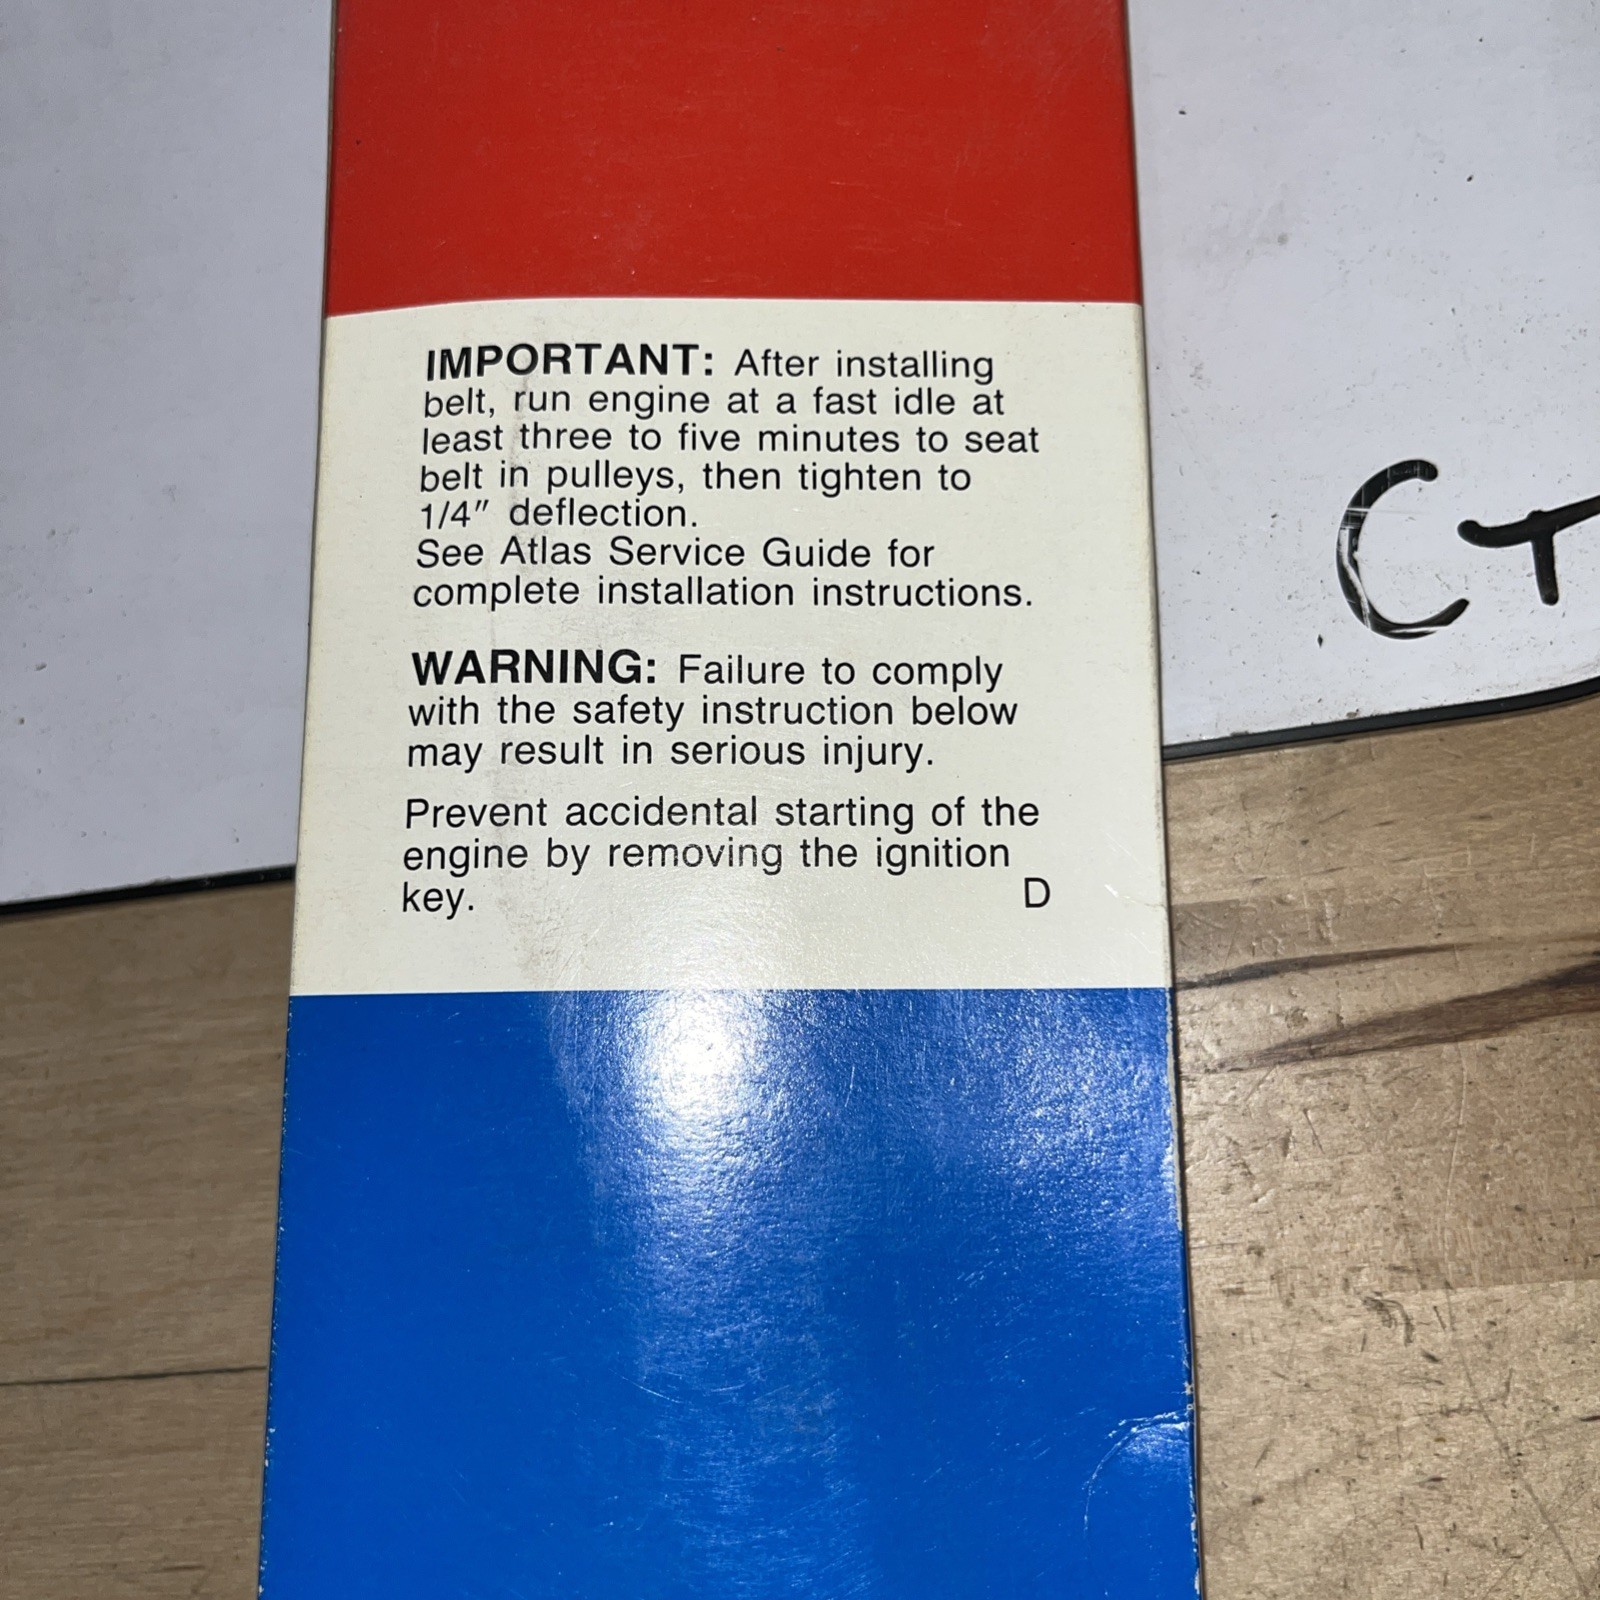 IMPORTANT: After installing
belt, run engine at a fast idle at
least three to five minutes to seat
belt in pulleys, then tighten to
1/4" deflection.
See Atlas Service Guide for
complete installation instructions.
WARNING: Failure to comply
with the safety instruction below
may result in serious injury.
Prevent accidental starting of the
engine by removing the ignition
key. D